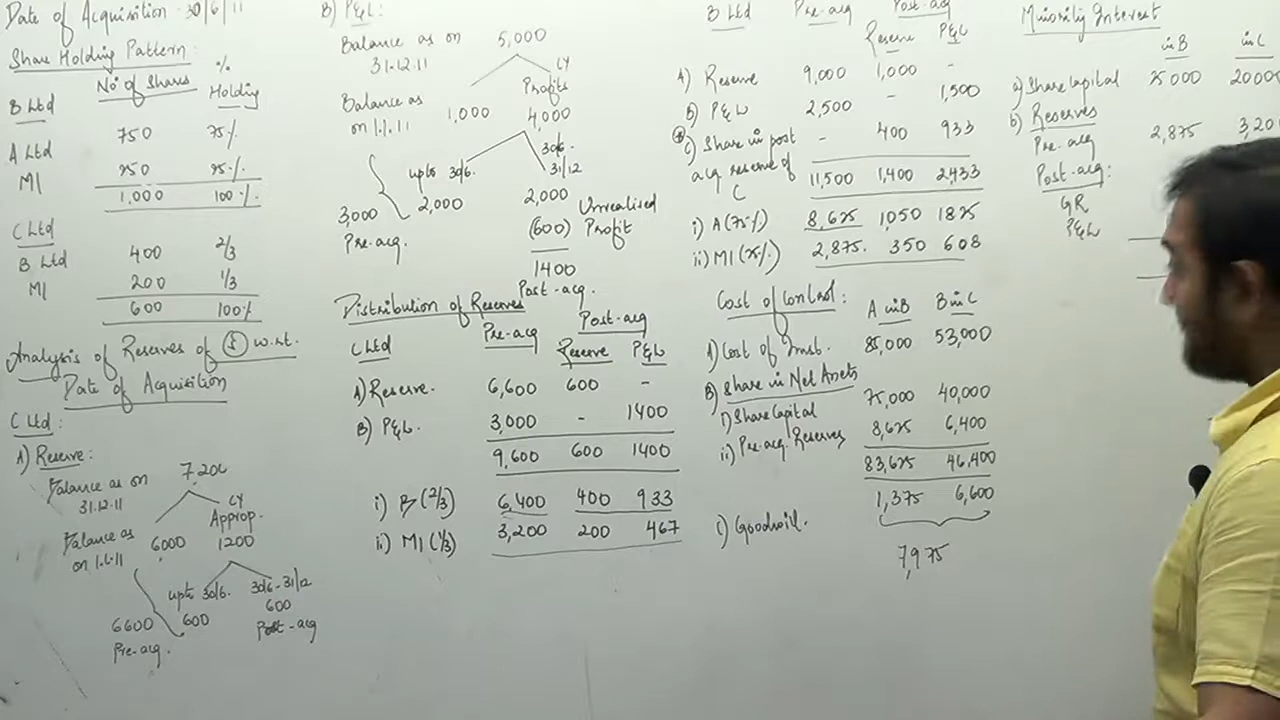 Date of Acquisition - 30/6/11
Share Holding Pattern:
No of Shares % Holding
B Ltd
A Ltd 750 75%
MI 250 25%
1,000 100%
C Ltd
B Ltd 400 2/3
MI 200 1/3
600 100%
Analysis of Reserves of w.r.t.
Date of Acquisition
C Ltd:
A) Reserve:
Balance as on 31.12.11 7,200
CY Approp. 1200
Balance as on 1.1.11 6000
upto 30/6. 600
30/6-31/12 600
6600 Post-acq
Pre-acq.
B) P&L:
Balance as on 31.12.11 5,000
CY Profits 4,000
Balance as on 1.1.11 1,000
upto 30/6. 2,000
30/6. 31/12 2,000
(600) Unrealised Profit
3,000 Pre-acq.
1400
Post-acq.
Distribution of Reserves
C Ltd Pre-acq Post-acq
Reserve P&L
A) Reserve. 6,600 600 -
B) P&L. 3,000 - 1400
9,600 600 1400
i) B (2/3) 6,400 400 933
ii) MI (1/3) 3,200 200 467
B Ltd Pre-acq Post-acq
Reserve P&L
A) Reserve 9,000 1,000 -
B) P&L 2,500 - 1,500
C) Share in post acq reserve of C - 400 933
11,500 1,400 2,433
i) A (75%) 8,625 1,050 1825
ii) MI (25%) 2,875. 350 608
Cost of Control: A in B B in C
A) Cost of Inst. 85,000 53,000
B) Share in Net Assets
i) Share Capital 75,000 40,000
ii) Pre-acq. Reserves 8,625 6,400
83,625 46,400
C) Goodwill. 1,375 6,600
7,975
Minority Interest
in B in C
a) Share Capital 25000 20000
b) Reserves
Pre-acq 2,875
Post-acq:
GR
P&L